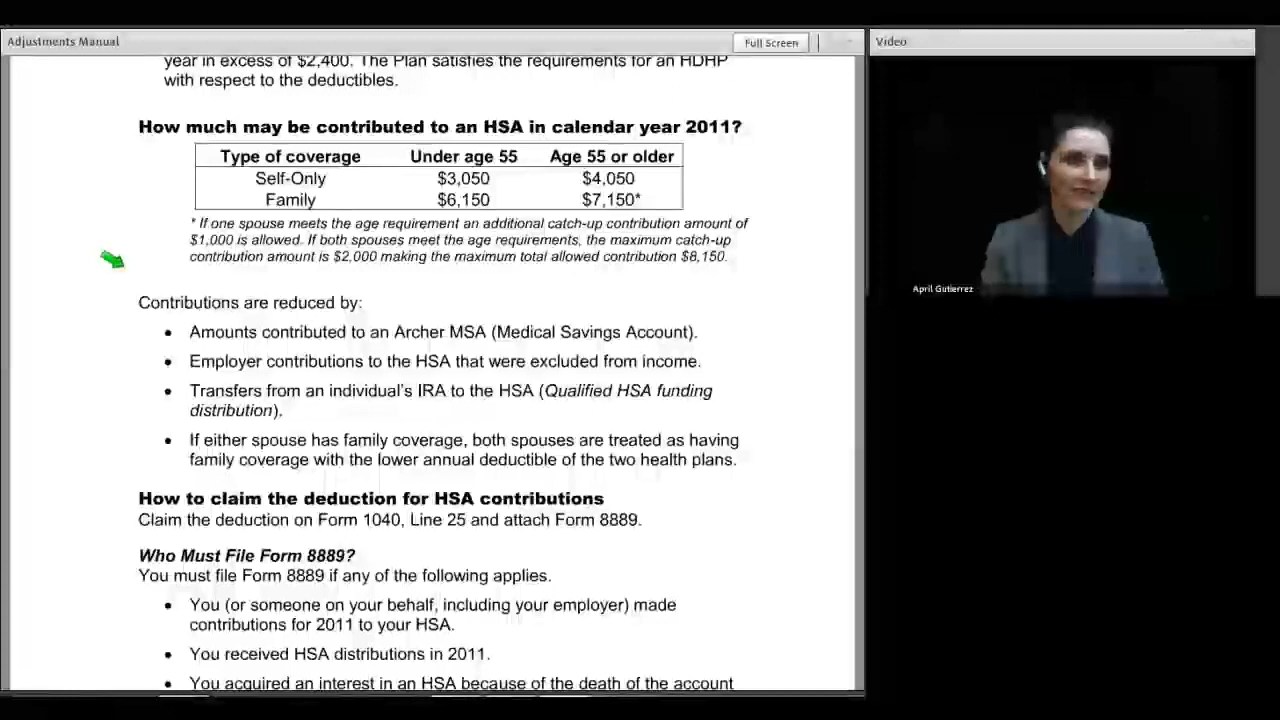 Adjustments Manual
Full Screen
Video
year in excess of $2,400. The Plan satisfies the requirements for an HDHP
with respect to the deductibles.
How much may be contributed to an HSA in calendar year 2011?
Type of coverage Under age 55 Age 55 or older
Self-Only $3,050 $4,050
Family $6,150 $7,150*
* If one spouse meets the age requirement an additional catch-up contribution amount of
$1,000 is allowed. If both spouses meet the age requirements, the maximum catch-up
contribution amount is $2,000 making the maximum total allowed contribution $8,150.
Contributions are reduced by:
• Amounts contributed to an Archer MSA (Medical Savings Account).
• Employer contributions to the HSA that were excluded from income.
• Transfers from an individual's IRA to the HSA (Qualified HSA funding
distribution).
• If either spouse has family coverage, both spouses are treated as having
family coverage with the lower annual deductible of the two health plans.
How to claim the deduction for HSA contributions
Claim the deduction on Form 1040, Line 25 and attach Form 8889.
Who Must File Form 8889?
You must file Form 8889 if any of the following applies.
• You (or someone on your behalf, including your employer) made
contributions for 2011 to your HSA.
• You received HSA distributions in 2011.
• You acquired an interest in an HSA because of the death of the account
April Gutierrez